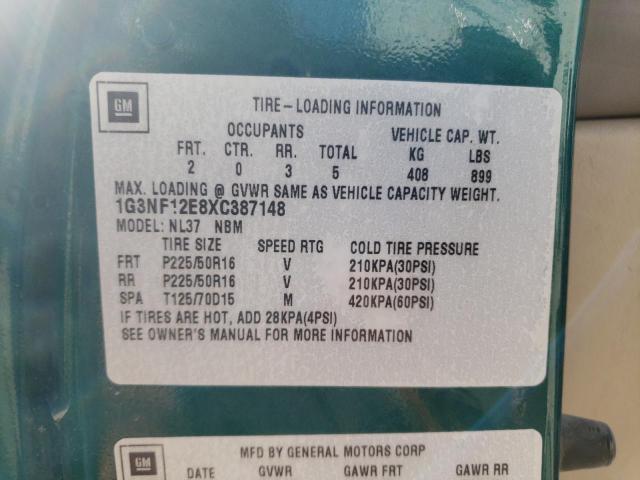 GM
TIRE-LOADING INFORMATION
OCCUPANTS VEHICLE CAP. WT.
FRT. CTR. RR. TOTAL KG LBS
2 0 3 5 408 899
MAX. LOADING @ GVWR SAME AS VEHICLE CAPACITY WEIGHT.
1G3NF12E8XC387148
MODEL: NL37 NBM
TIRE SIZE SPEED RTG COLD TIRE PRESSURE
FRT P225/50R16 V 210KPA(30PSI)
RR P225/50R16 V 210KPA(30PSI)
SPA T125/70D15 M 420KPA(60PSI)
IF TIRES ARE HOT, ADD 28KPA(4PSI)
SEE OWNER'S MANUAL FOR MORE INFORMATION
GM
MFD BY GENERAL MOTORS CORP
DATE GVWR GAWR FRT GAWR RR